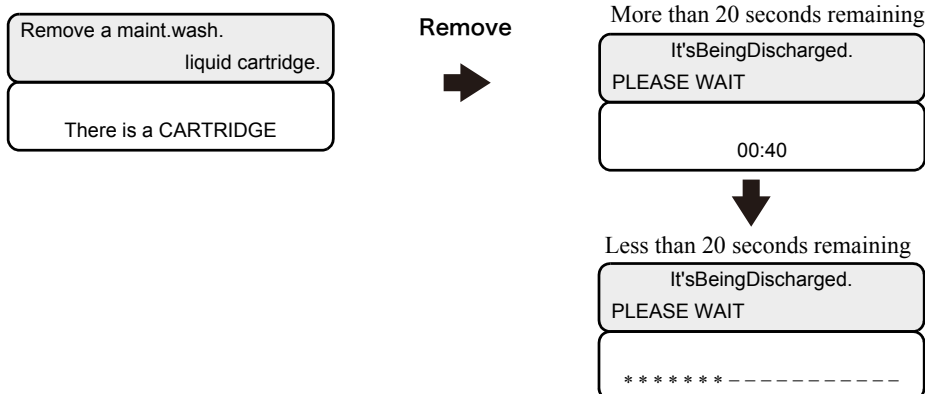 Remove a maint.wash.
liquid cartridge.
There is a CARTRIDGE
Remove
More than 20 seconds remaining
It'sBeingDischarged.
PLEASE WAIT
00:40
Less than 20 seconds remaining
It'sBeingDischarged.
PLEASE WAIT
* * * * * * * – – – – – – – – – – –